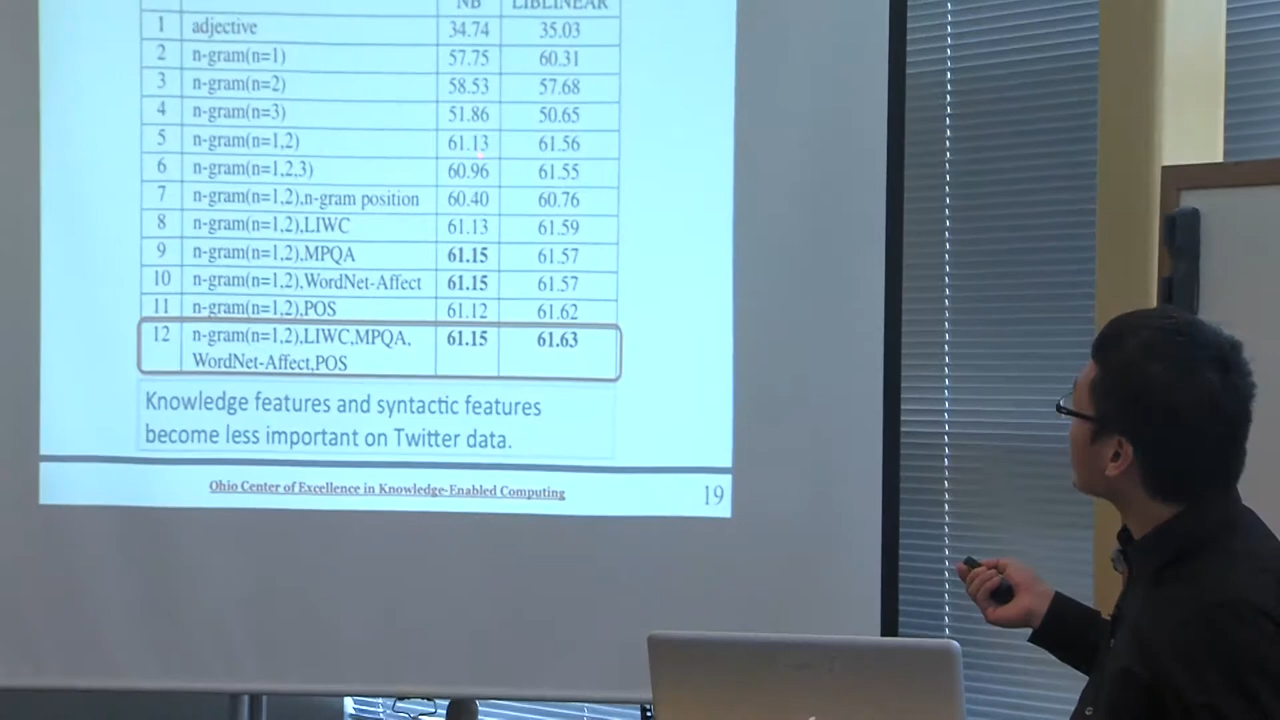 NB LIBLINEAR
1 adjective 34.74 35.03
2 n-gram(n=1) 57.75 60.31
3 n-gram(n=2) 58.53 57.68
4 n-gram(n=3) 51.86 50.65
5 n-gram(n=1,2) 61.13 61.56
6 n-gram(n=1,2,3) 60.96 61.55
7 n-gram(n=1,2),n-gram position 60.40 60.76
8 n-gram(n=1,2),LIWC 61.13 61.59
9 n-gram(n=1,2),MPQA 61.15 61.57
10 n-gram(n=1,2),WordNet-Affect 61.15 61.57
11 n-gram(n=1,2),POS 61.12 61.62
12 n-gram(n=1,2),LIWC,MPQA, 61.15 61.63
WordNet-Affect,POS
Knowledge features and syntactic features
become less important on Twitter data.
Ohio Center of Excellence in Knowledge-Enabled Computing 19